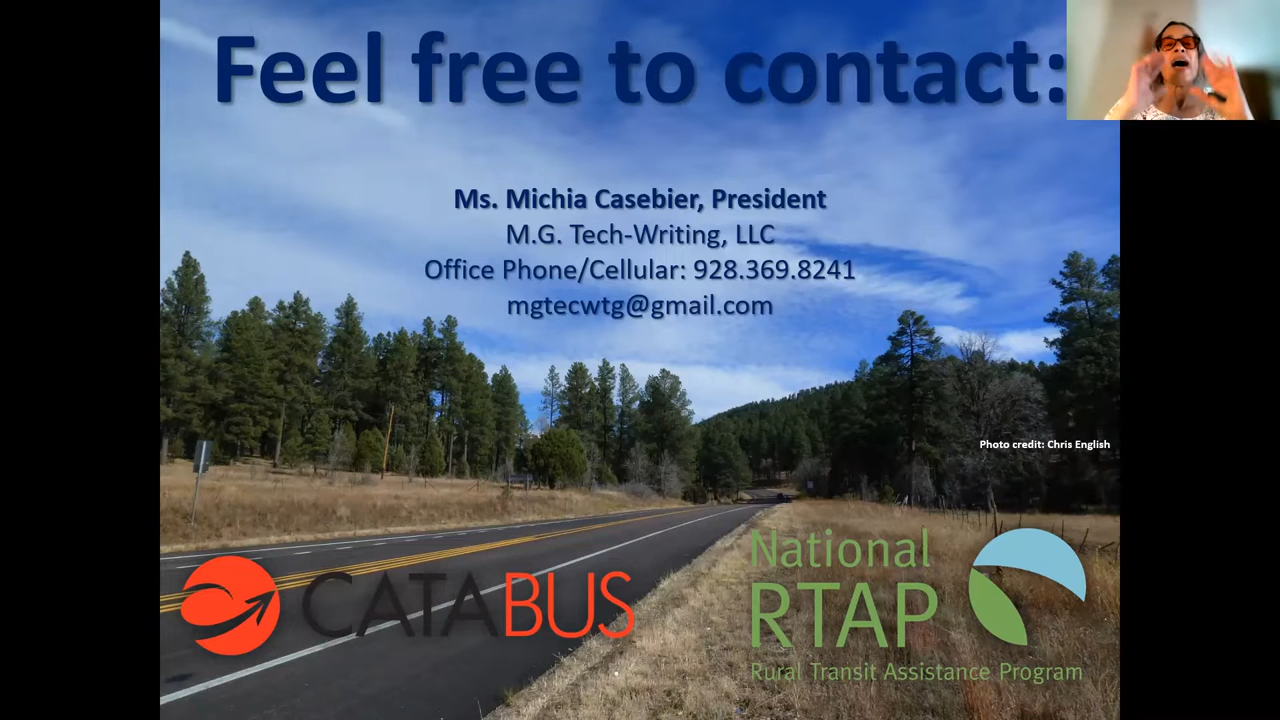 Feel free to contact:
Ms. Michia Casebier, President
M.G. Tech-Writing, LLC
Office Phone/Cellular: 928.369.8241
mgtecwtg@gmail.com
Photo credit: Chris English
CATABUS
National
RTAP
Rural Transit Assistance Program